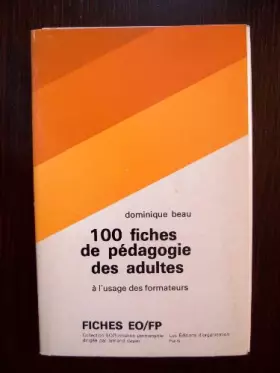 dominique beau
100 fiches
de pédagogie
des adultes
à l'usage des formateurs
FICHES EO/FP
Les Éditions d'organisation
Paris